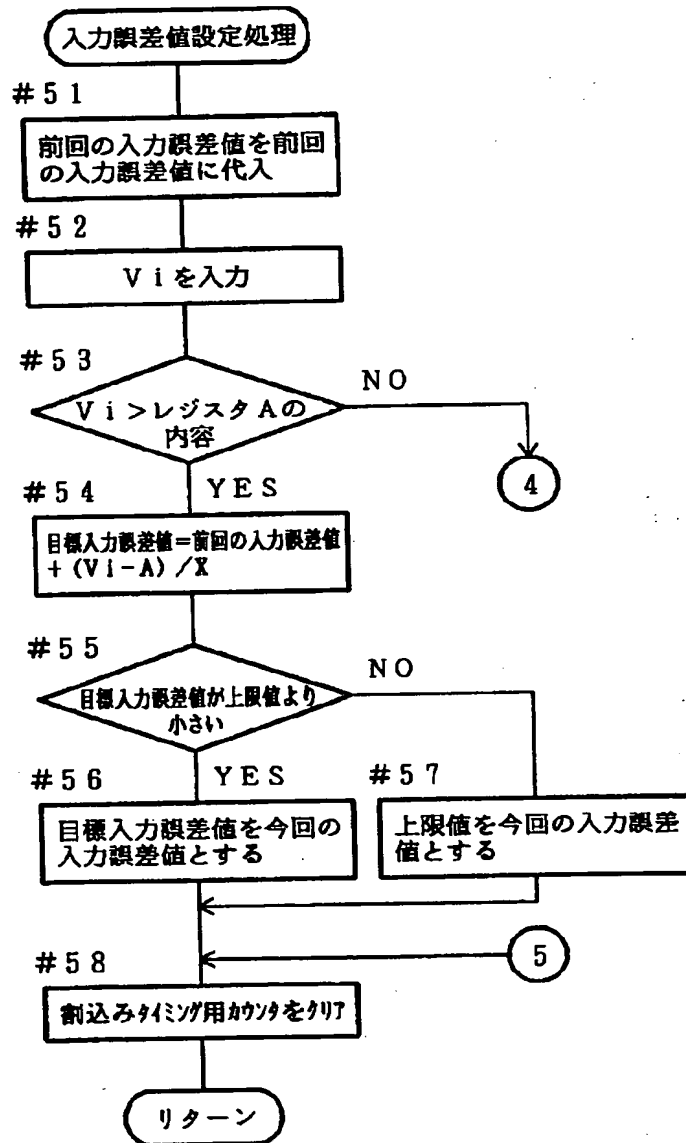 入力誤差値設定処理
#51
前回の入力誤差値を前回
の入力誤差値に代入
#52
Viを入力
#53
NO
Vi>レジスタAの
内容
4
#54
YES
目標入力誤差値=前回の入力誤差値
+(Vi-A)/X
#55
NO
目標入力誤差値が上限値より
小さい
#56
YES
#57
目標入力誤差値を今回の
入力誤差値とする
上限値を今回の入力誤差
値とする
5
#58
割込みタイミング用カウンタをクリア
リターン